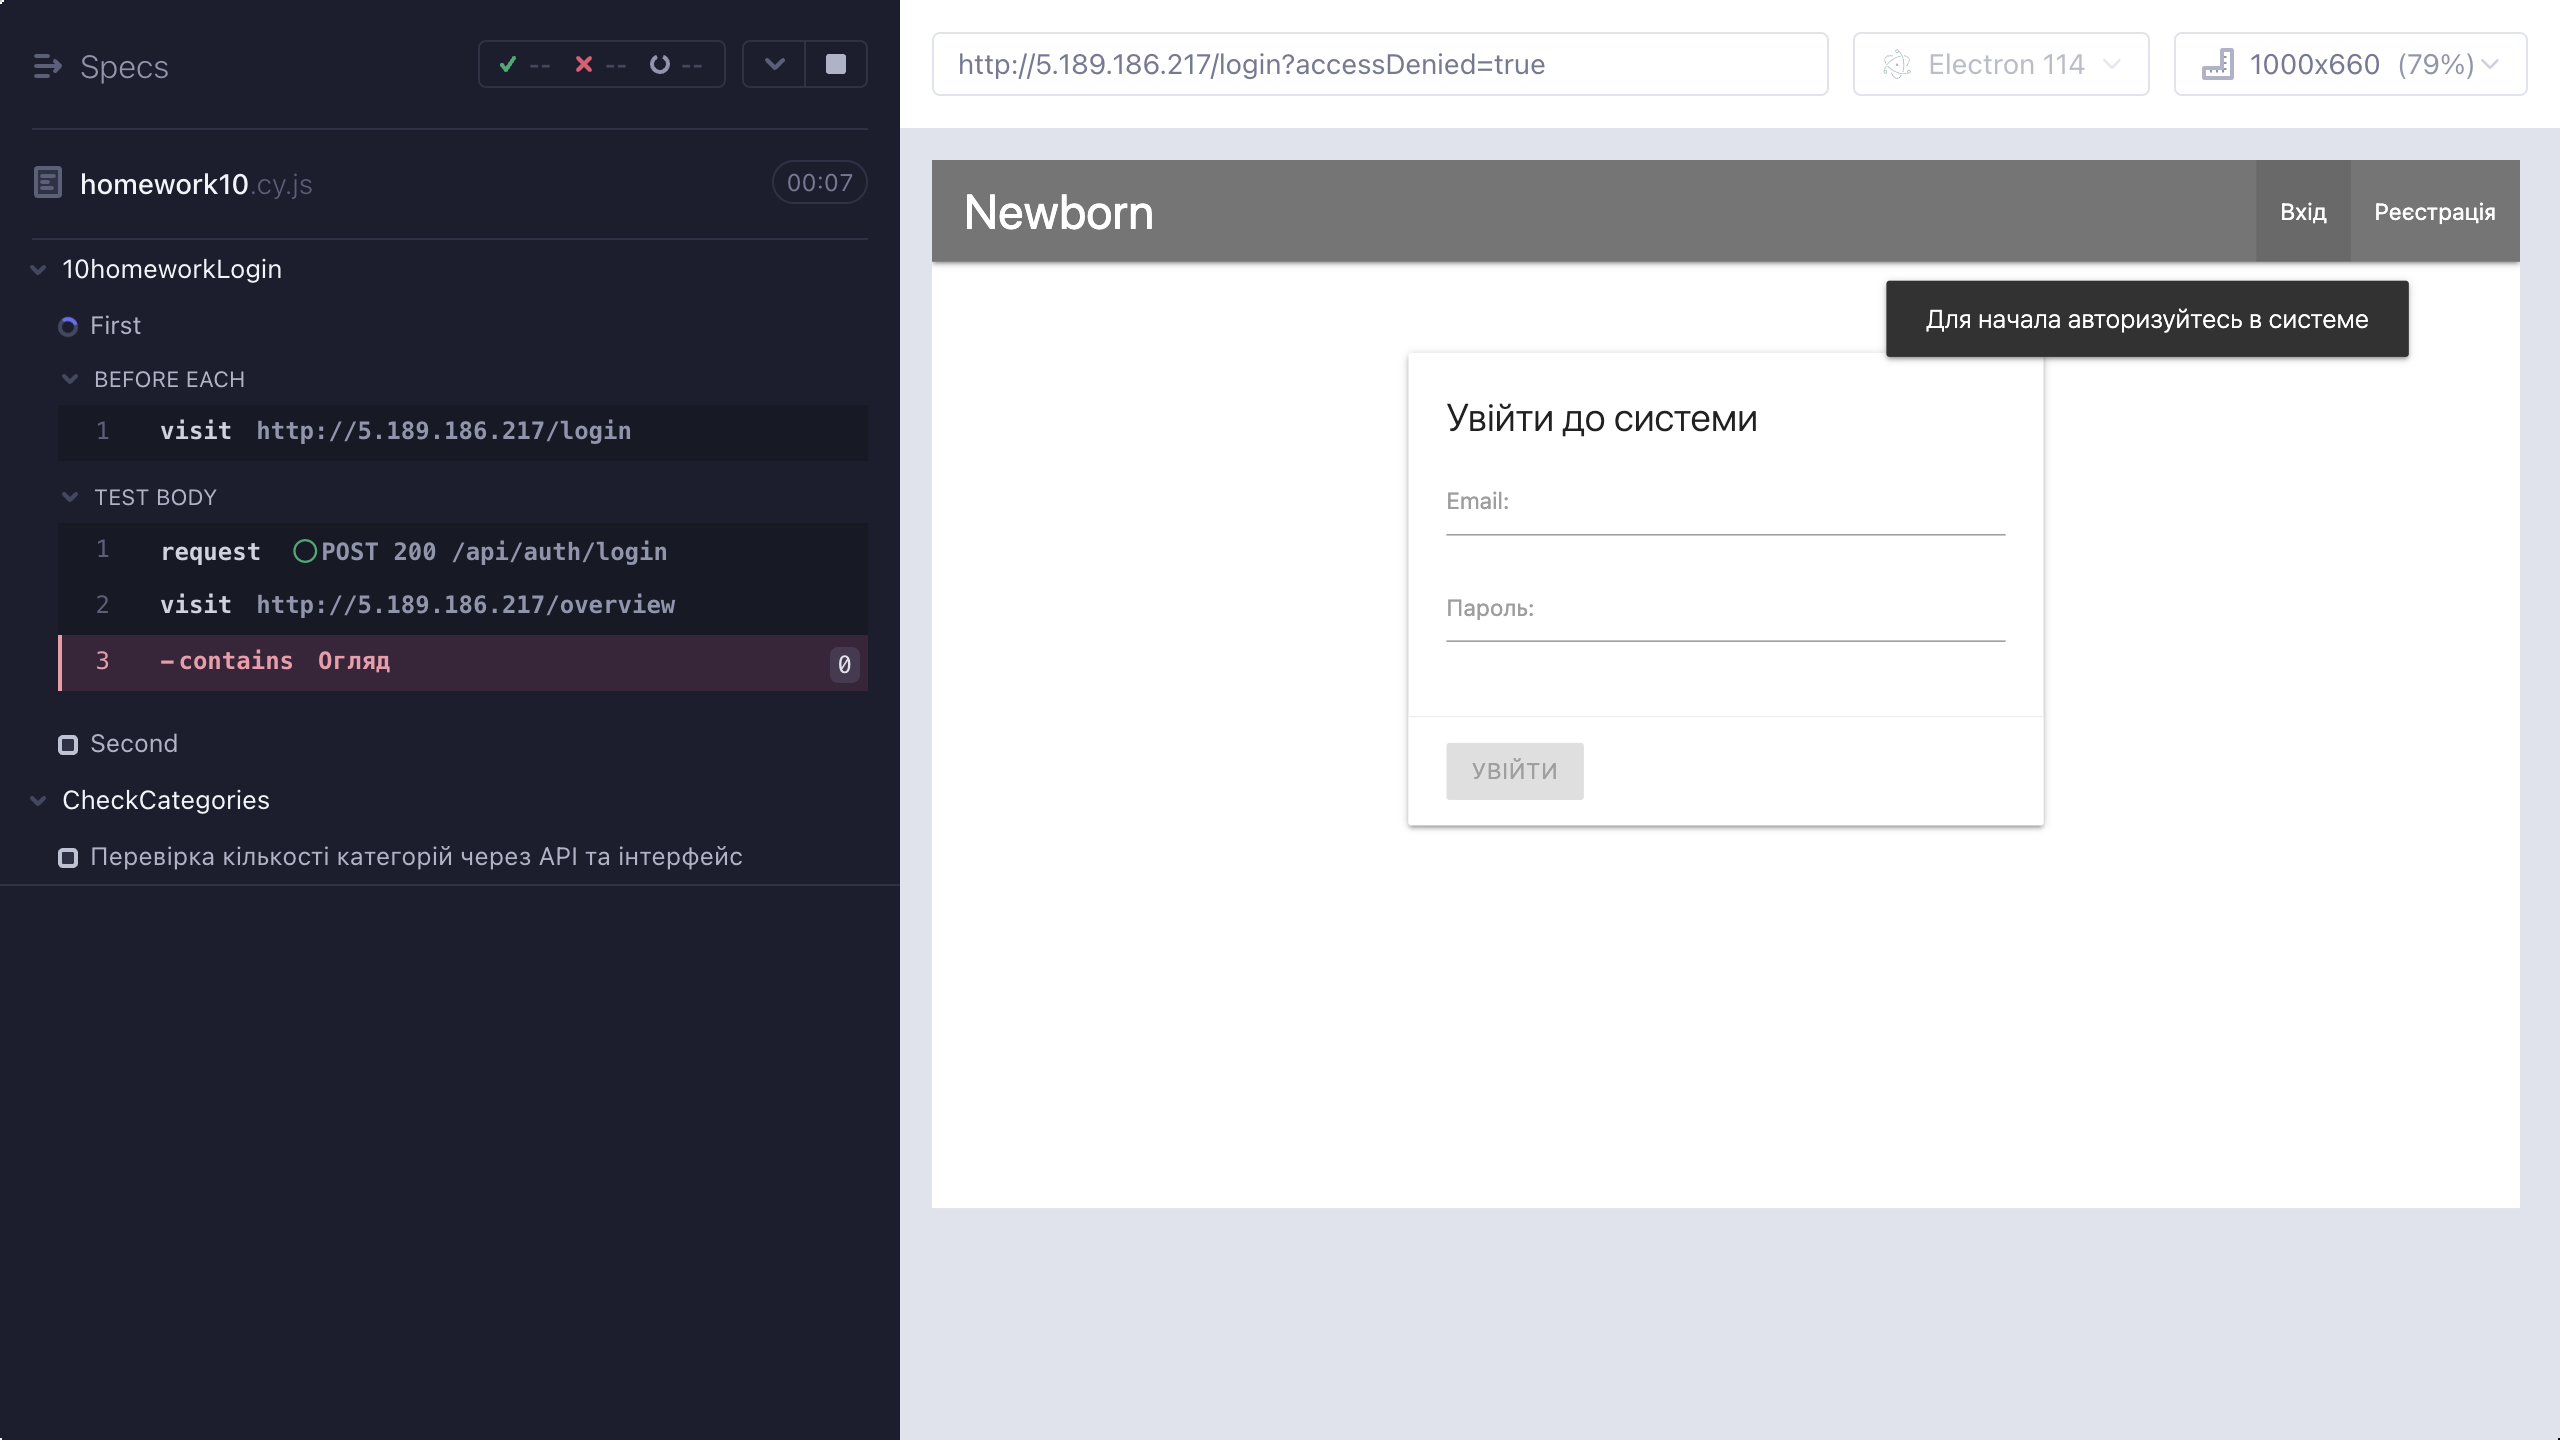 Specs
-- -- --
homework10.cy.js
00:07
10homeworkLogin
First
BEFORE EACH
1 visit http://5.189.186.217/login
TEST BODY
1 request POST 200 /api/auth/login
2 visit http://5.189.186.217/overview
3 -contains Огляд 0
Second
CheckCategories
Перевірка кількості категорій через API та інтерфейс
http://5.189.186.217/login?accessDenied=true
Electron 114
1000x660 (79%)
Newborn
Вхід
Реєстрація
Для начала авторизуйтесь в системе
Увійти до системи
Email:
Пароль:
УВІЙТИ